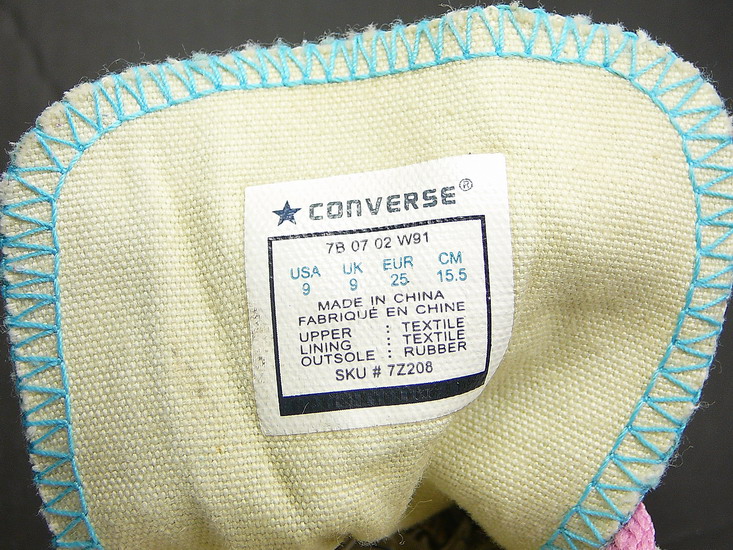 CONVERSE®
7B 07 02 W91
USA UK EUR CM
9 9 25 15.5
MADE IN CHINA
FABRIQUÉ EN CHINE
UPPER : TEXTILE
LINING : TEXTILE
OUTSOLE : RUBBER
SKU # 7Z208